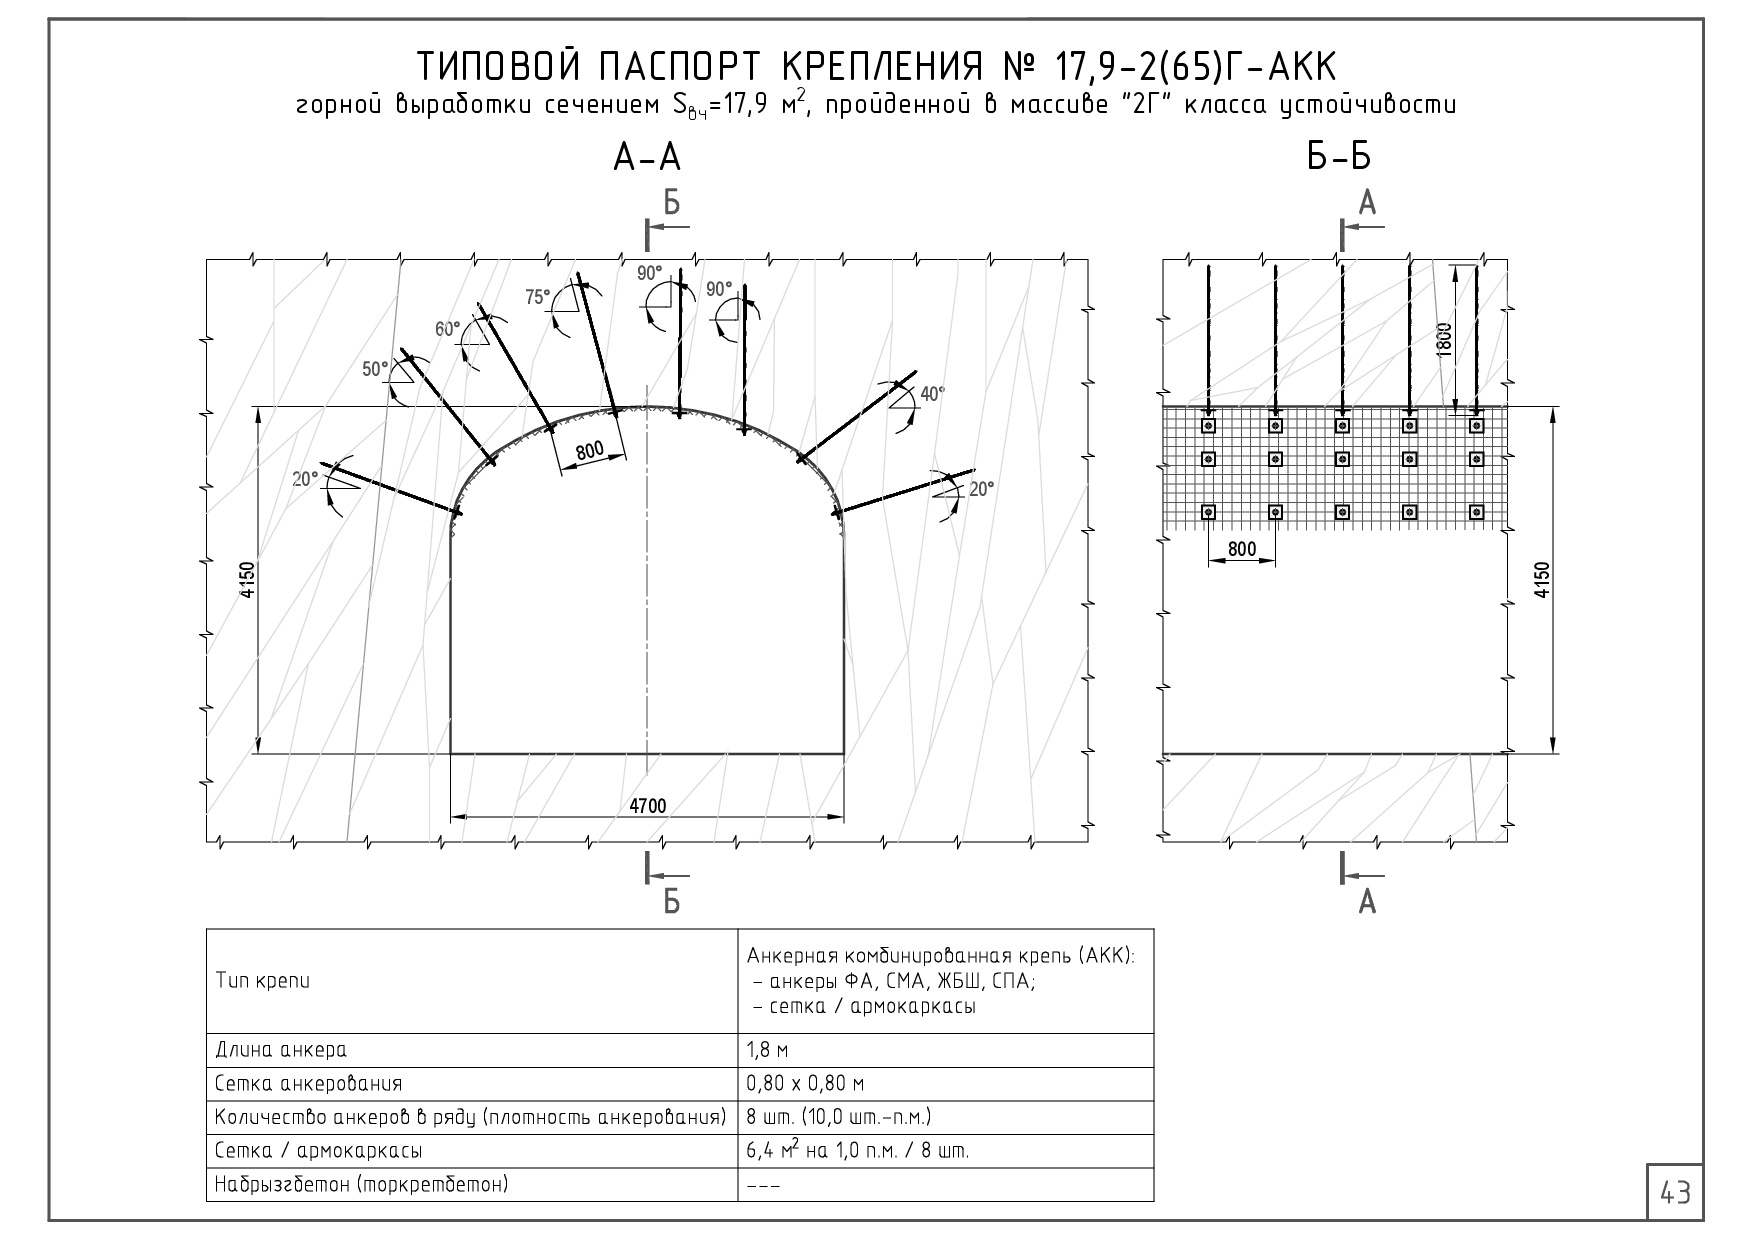 ТИПОВОЙ ПАСПОРТ КРЕПЛЕНИЯ № 17,9-2(65)Г-АКК
горной выработки сечением Sвч=17,9 м², пройденной в массиве "2Г" класса устойчивости
А-А
Б-Б
Б
А
90°
90°
75°
60°
50°
40°
20°
20°
800
4150
4700
1800
800
4150
Б
А
Тип крепи
Анкерная комбинированная крепь (АКК):
- анкеры ФА, СМА, ЖБШ, СПА;
- сетка / армокаркасы
Длина анкера 1,8 м
Сетка анкерования 0,80 х 0,80 м
Количество анкеров в ряду (плотность анкерования) 8 шт. (10,0 шт.-п.м.)
Сетка / армокаркасы 6,4 м² на 1,0 п.м. / 8 шт.
Набрызгбетон (торкретбетон) ---
43